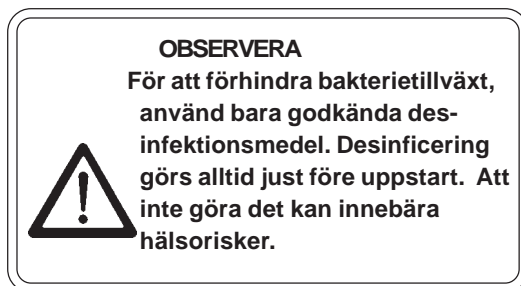 OBSERVERA
För att förhindra bakterietillväxt,
använd bara godkända des-
infektionsmedel. Desinficering
görs alltid just före uppstart.  Att
inte göra det kan innebära
hälsorisker.